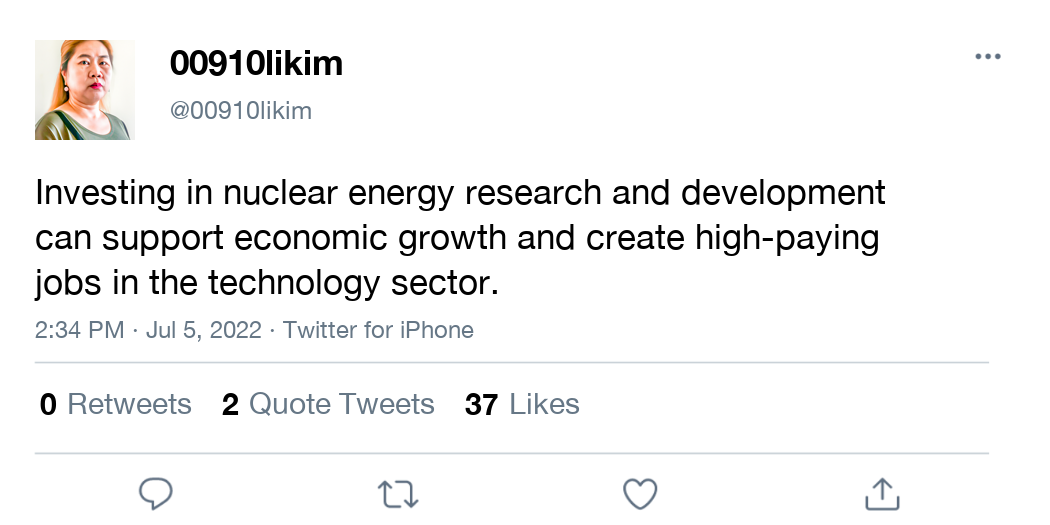 00910likim
@00910likim
Investing in nuclear energy research and development
can support economic growth and create high-paying
jobs in the technology sector.
2:34 PM · Jul 5, 2022 · Twitter for iPhone
0 Retweets 2 Quote Tweets 37 Likes